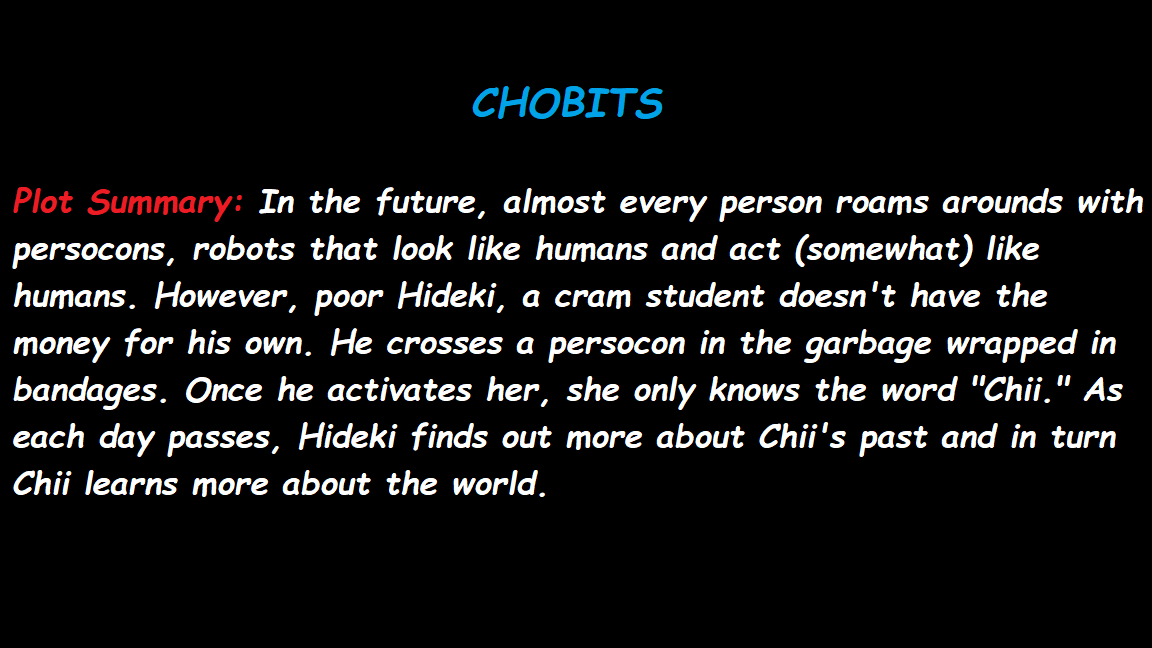 CHOBITS
Plot Summary: In the future, almost every person roams arounds with
persocons, robots that look like humans and act (somewhat) like
humans. However, poor Hideki, a cram student doesn't have the
money for his own. He crosses a persocon in the garbage wrapped in
bandages. Once he activates her, she only knows the word "Chii." As
each day passes, Hideki finds out more about Chii's past and in turn
Chii learns more about the world.